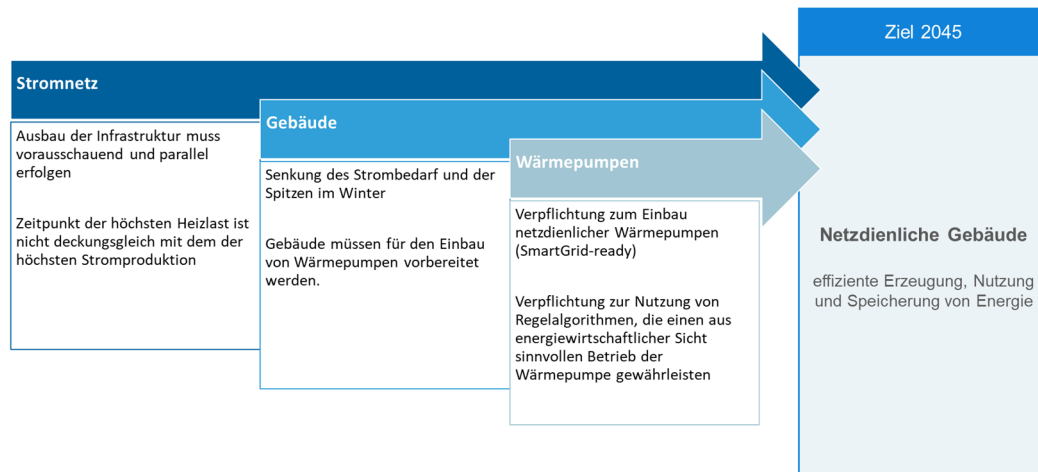 Ziel 2045
Stromnetz
Ausbau der Infrastruktur muss
vorausschauend und parallel
erfolgen
Zeitpunkt der höchsten Heizlast ist
nicht deckungsgleich mit dem der
höchsten Stromproduktion
Gebäude
Senkung des Strombedarf und der
Spitzen im Winter
Gebäude müssen für den Einbau
von Wärmepumpen vorbereitet
werden.
Wärmepumpen
Verpflichtung zum Einbau
netzdienlicher Wärmepumpen
(SmartGrid-ready)
Verpflichtung zur Nutzung von
Regelalgorithmen, die einen aus
energiewirtschaftlicher Sicht
sinnvollen Betrieb der
Wärmepumpe gewährleisten
Netzdienliche Gebäude
effiziente Erzeugung, Nutzung
und Speicherung von Energie